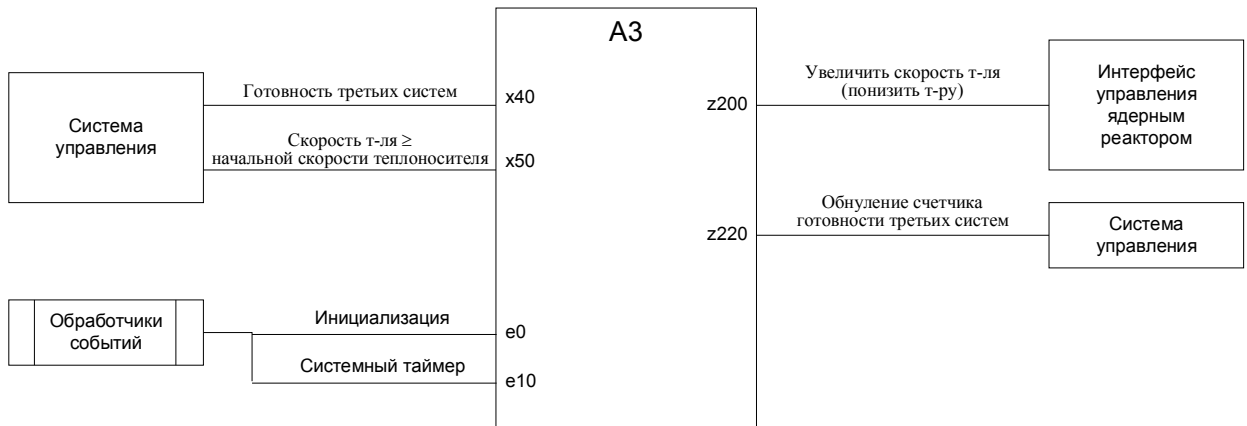 А3
Система
управления
Готовность третьих систем
x40
Скорость т-ля ≥
начальной скорости теплоносителя
x50
Обработчики
событий
Инициализация
e0
Системный таймер
e10
z200
Увеличить скорость т-ля
(понизить т-ру)
Интерфейс
управления
ядерным
реактором
z220
Обнуление счетчика
готовности третьих систем
Система
управления